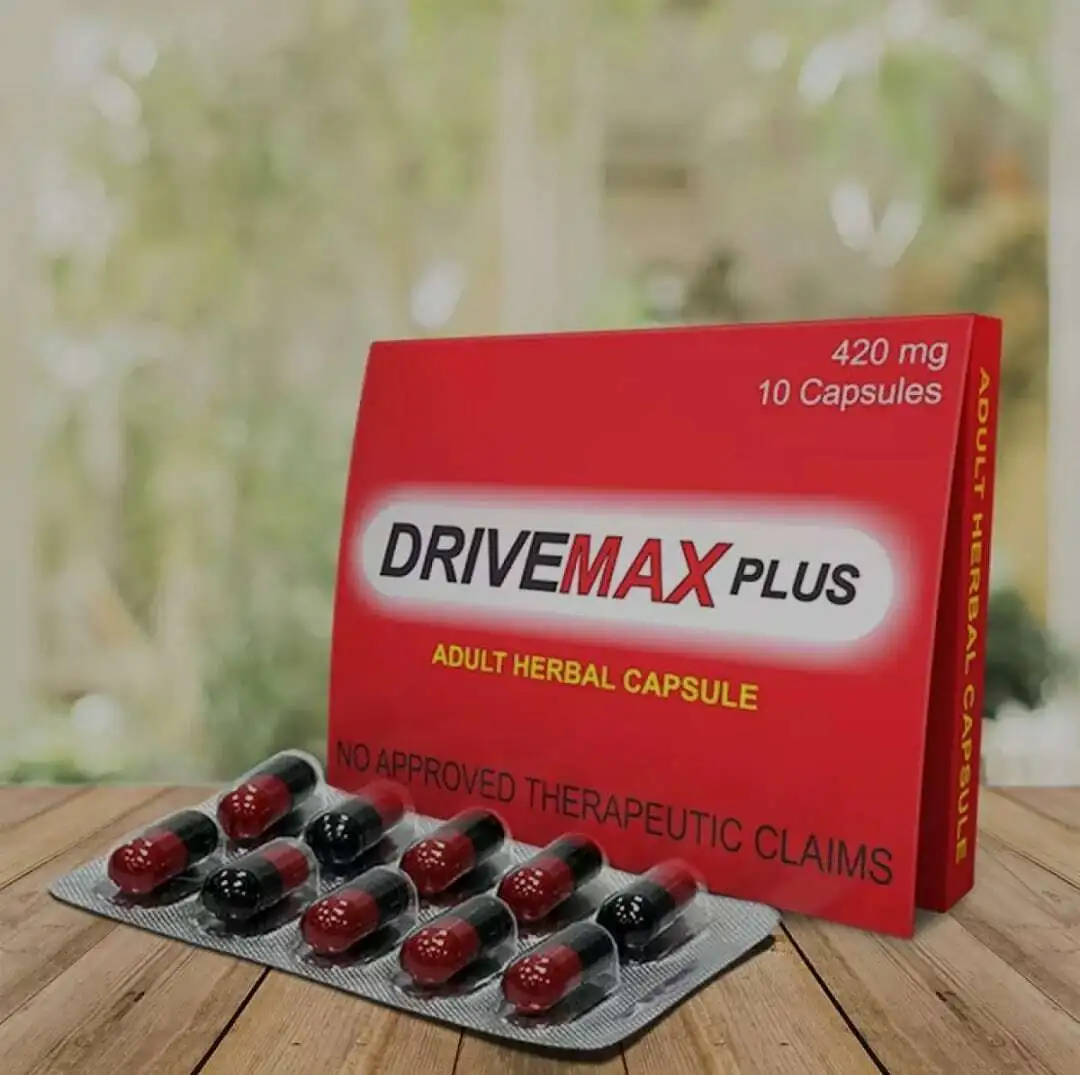 420 mg
10 Capsules
DRIVEMAX PLUS
ADULT HERBAL CAPSULE
NO APPROVED THERAPEUTIC CLAIMS
ADULT HERBAL CAPSULE